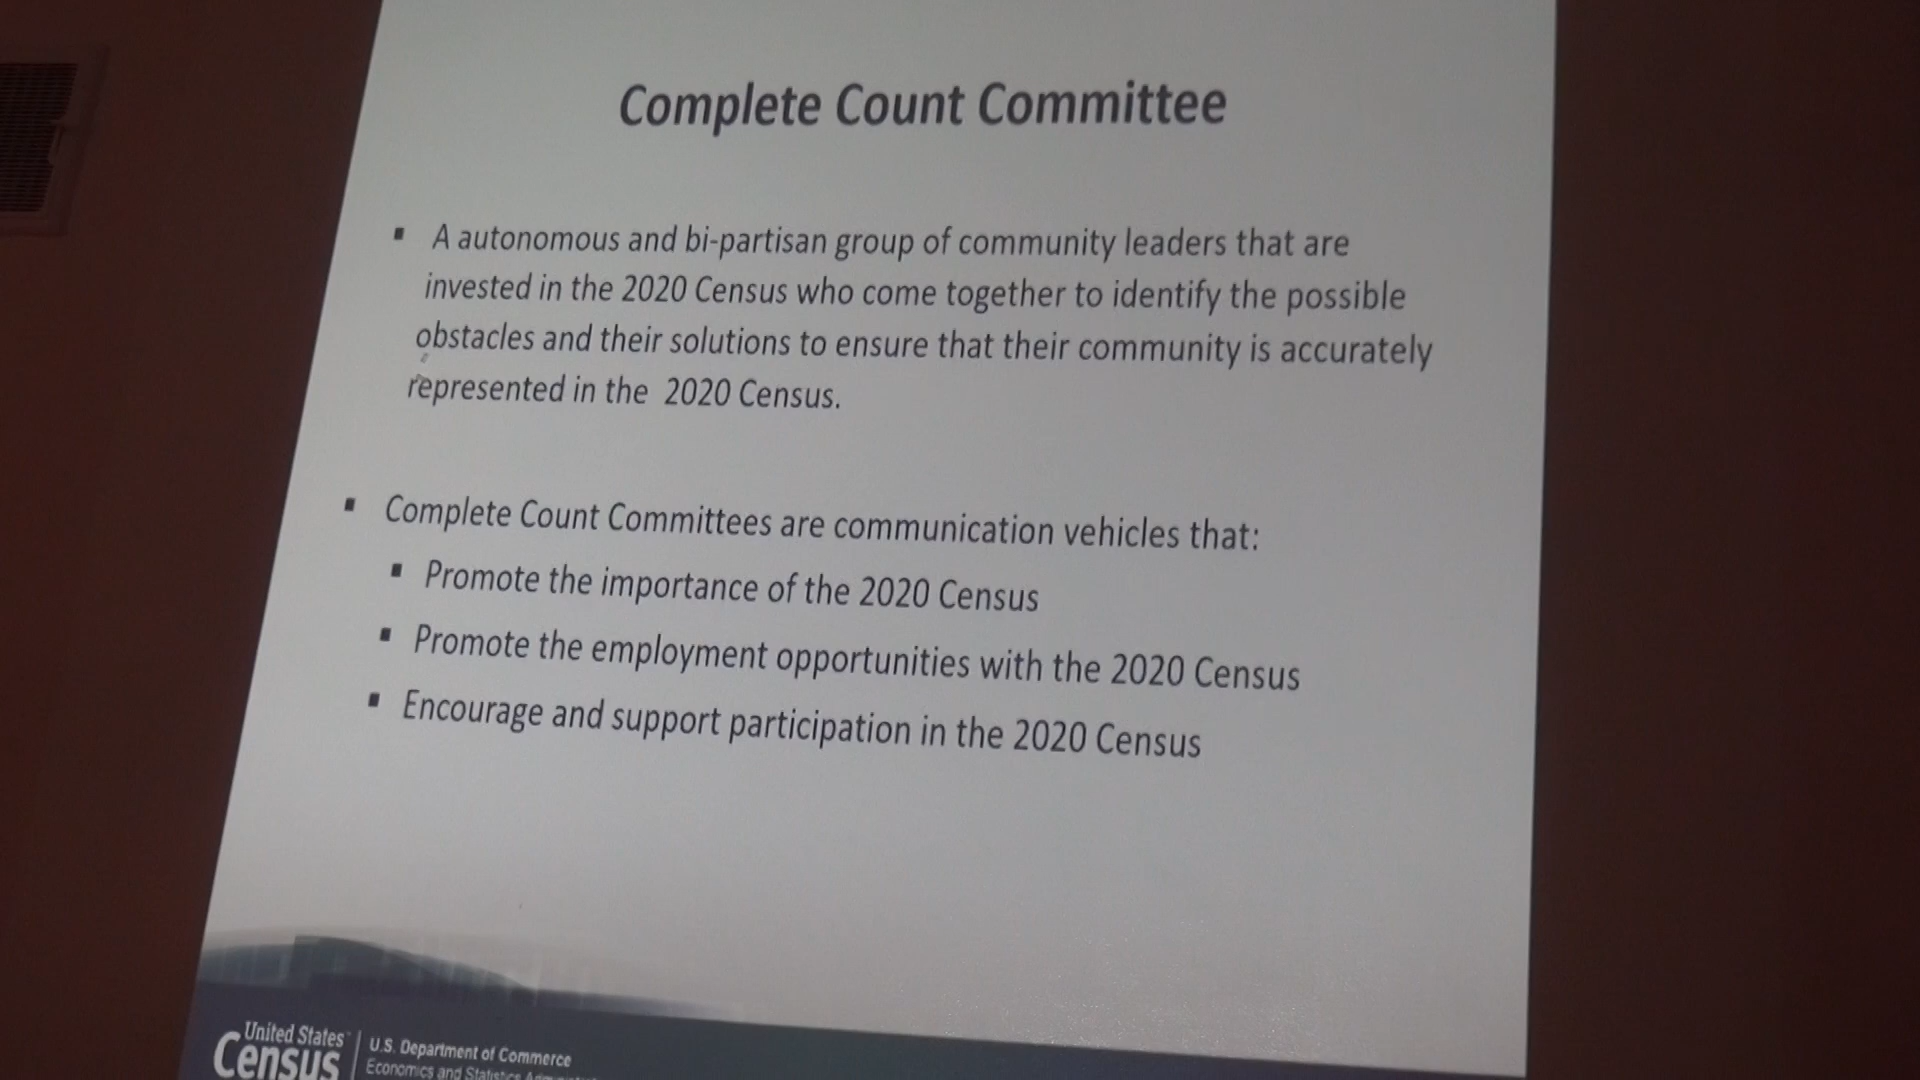 Complete Count Committee
▪ A autonomous and bi-partisan group of community leaders that are
invested in the 2020 Census who come together to identify the possible
obstacles and their solutions to ensure that their community is accurately
represented in the 2020 Census.
▪ Complete Count Committees are communication vehicles that:
▪ Promote the importance of the 2020 Census
▪ Promote the employment opportunities with the 2020 Census
▪ Encourage and support participation in the 2020 Census
United States
Census
U.S. Department of Commerce
Economics and Statistics